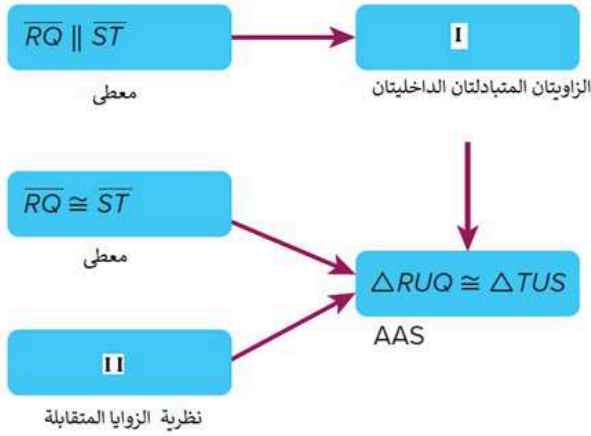 RQ ∥ ST
معطى
I
الزاويتان المتبادلتان الداخليتان
RQ ≅ ST
معطى
△RUQ ≅ △TUS
AAS
II
نظرية الزوايا المتقابلة